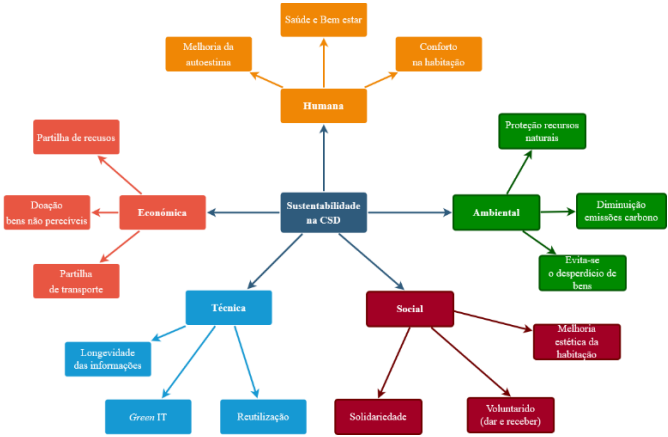 Saúde e Bem estar
Melhoria da
autoestima
Conforto
na habitação
Humana
Partilha de recusos
Proteção recursos
naturais
Doação
bens não perecíveis
Económica
Sustentabilidade
na CSD
Ambiental
Diminuição
emissões carbono
Partilha
de transporte
Evita-se
o desperdício de
bens
Técnica
Social
Longevidade
das informações
Melhoria
estética da
habitação
Green IT
Reutilização
Solidariedade
Voluntarido
(dar e receber)